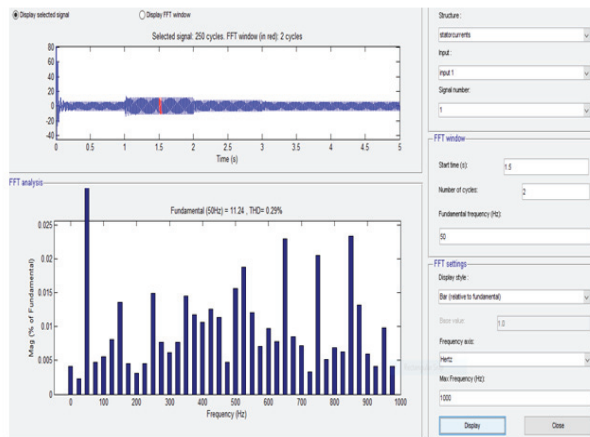 Display selected signal
Display FFT window
Selected signal: 250 cycles. FFT window (in red): 2 cycles
80
60
40
20
0
-20
-40
0 0.5 1 1.5 2 2.5 3 3.5 4 4.5 5
Time (s)
FFT analysis
Fundamental (50Hz) = 11.24 , THD= 0.29%
Mag (% of Fundamental)
0.025
0.02
0.015
0.01
0.005
0
0 100 200 300 400 500 600 700 800 900 1000
Frequency (Hz)
Structure :
statorcurrents
Input :
input 1
Signal number:
1
FFT window
Start time (s):
1.5
Number of cycles:
2
Fundamental frequency (Hz):
50
FFT settings
Display style :
Bar (relative to fundamental)
Base value:
1.0
Frequency axis:
Hertz
Max Frequency (Hz):
1000
Display
Close